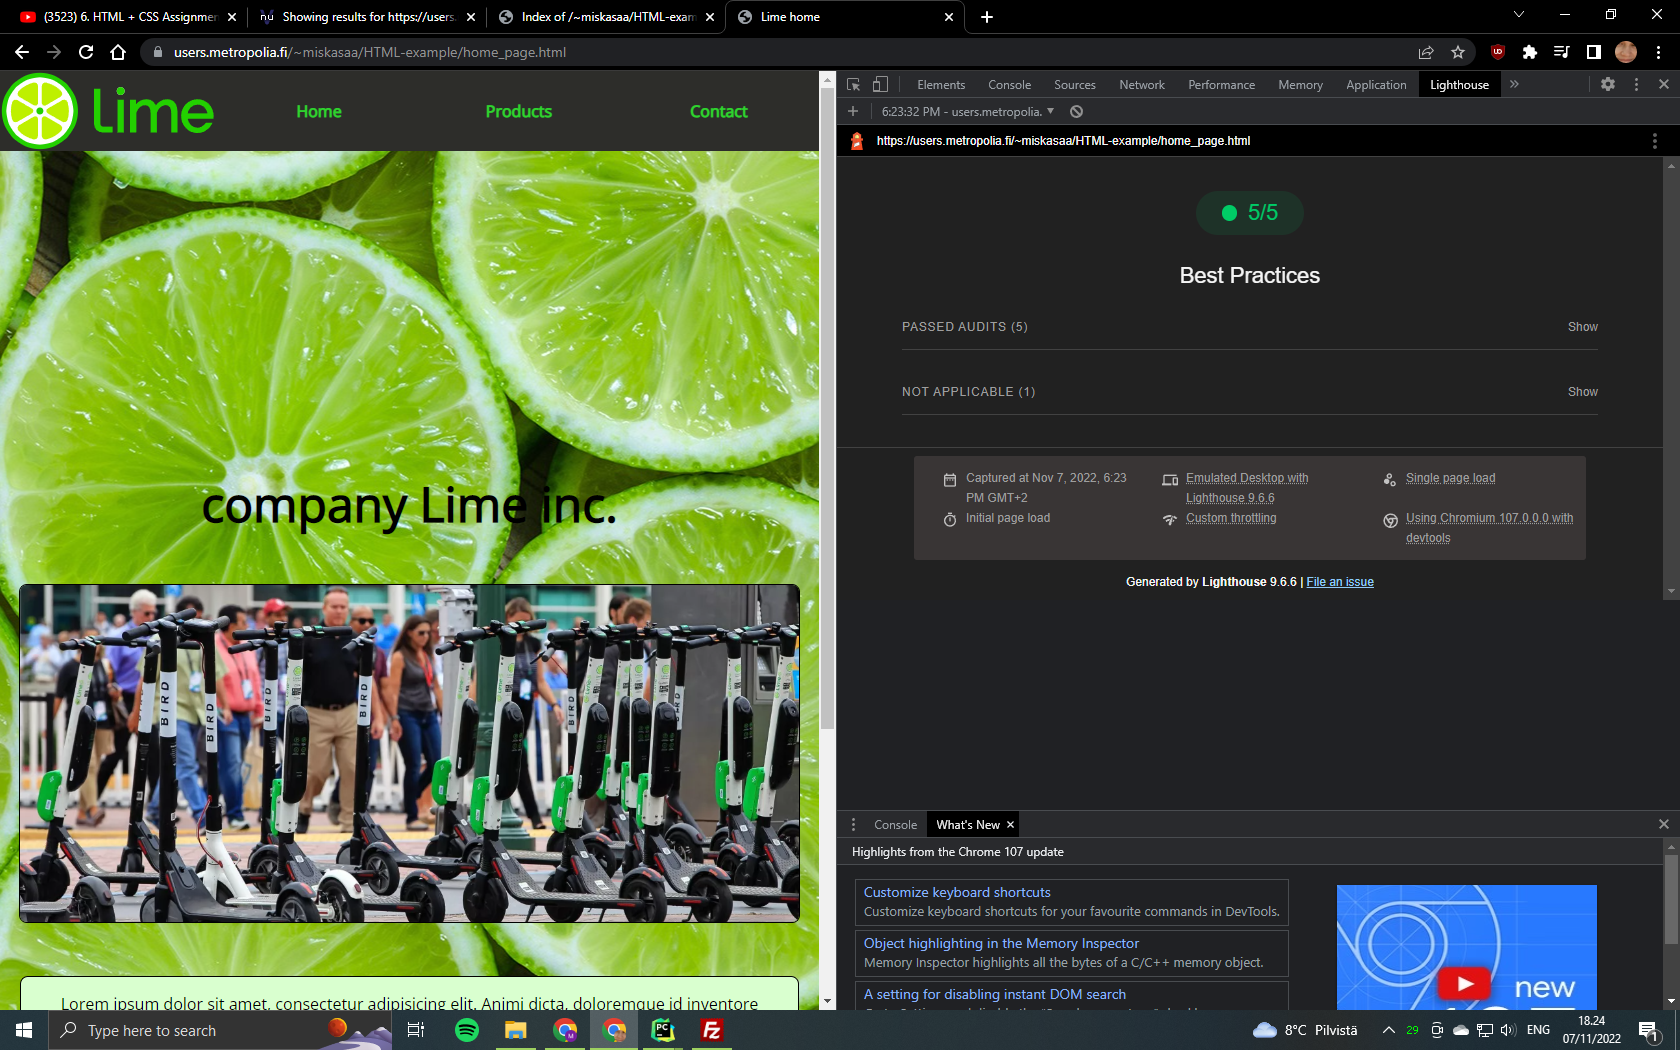 (3523) 6. HTML + CSS Assignmen
Showing results for https://users.
Index of /~miskasaa/HTML-exam
Lime home
users.metropolia.fi/~miskasaa/HTML-example/home_page.html
Lime
Home
Products
Contact
company Lime inc.
BIRD
BIRD
BIRD
BIRD
BIRD
Lorem ipsum dolor sit amet, consectetur adipisicing elit. Animi dicta, doloremque id inventore
Elements
Console
Sources
Network
Performance
Memory
Application
Lighthouse
6:23:32 PM - users.metropolia.
https://users.metropolia.fi/~miskasaa/HTML-example/home_page.html
5/5
Best Practices
PASSED AUDITS (5)
Show
NOT APPLICABLE (1)
Show
Captured at Nov 7, 2022, 6:23
PM GMT+2
Emulated Desktop with
Lighthouse 9.6.6
Single page load
Initial page load
Custom throttling
Using Chromium 107.0.0.0 with
devtools
Generated by Lighthouse 9.6.6 | File an issue
Console
What's New
Highlights from the Chrome 107 update
Customize keyboard shortcuts
Customize keyboard shortcuts for your favourite commands in DevTools.
Object highlighting in the Memory Inspector
Memory Inspector highlights all the bytes of a C/C++ memory object.
A setting for disabling instant DOM search
new
Type here to search
PC
FZ
8°C Pilvistä
29
ENG
18.24
07/11/2022
1